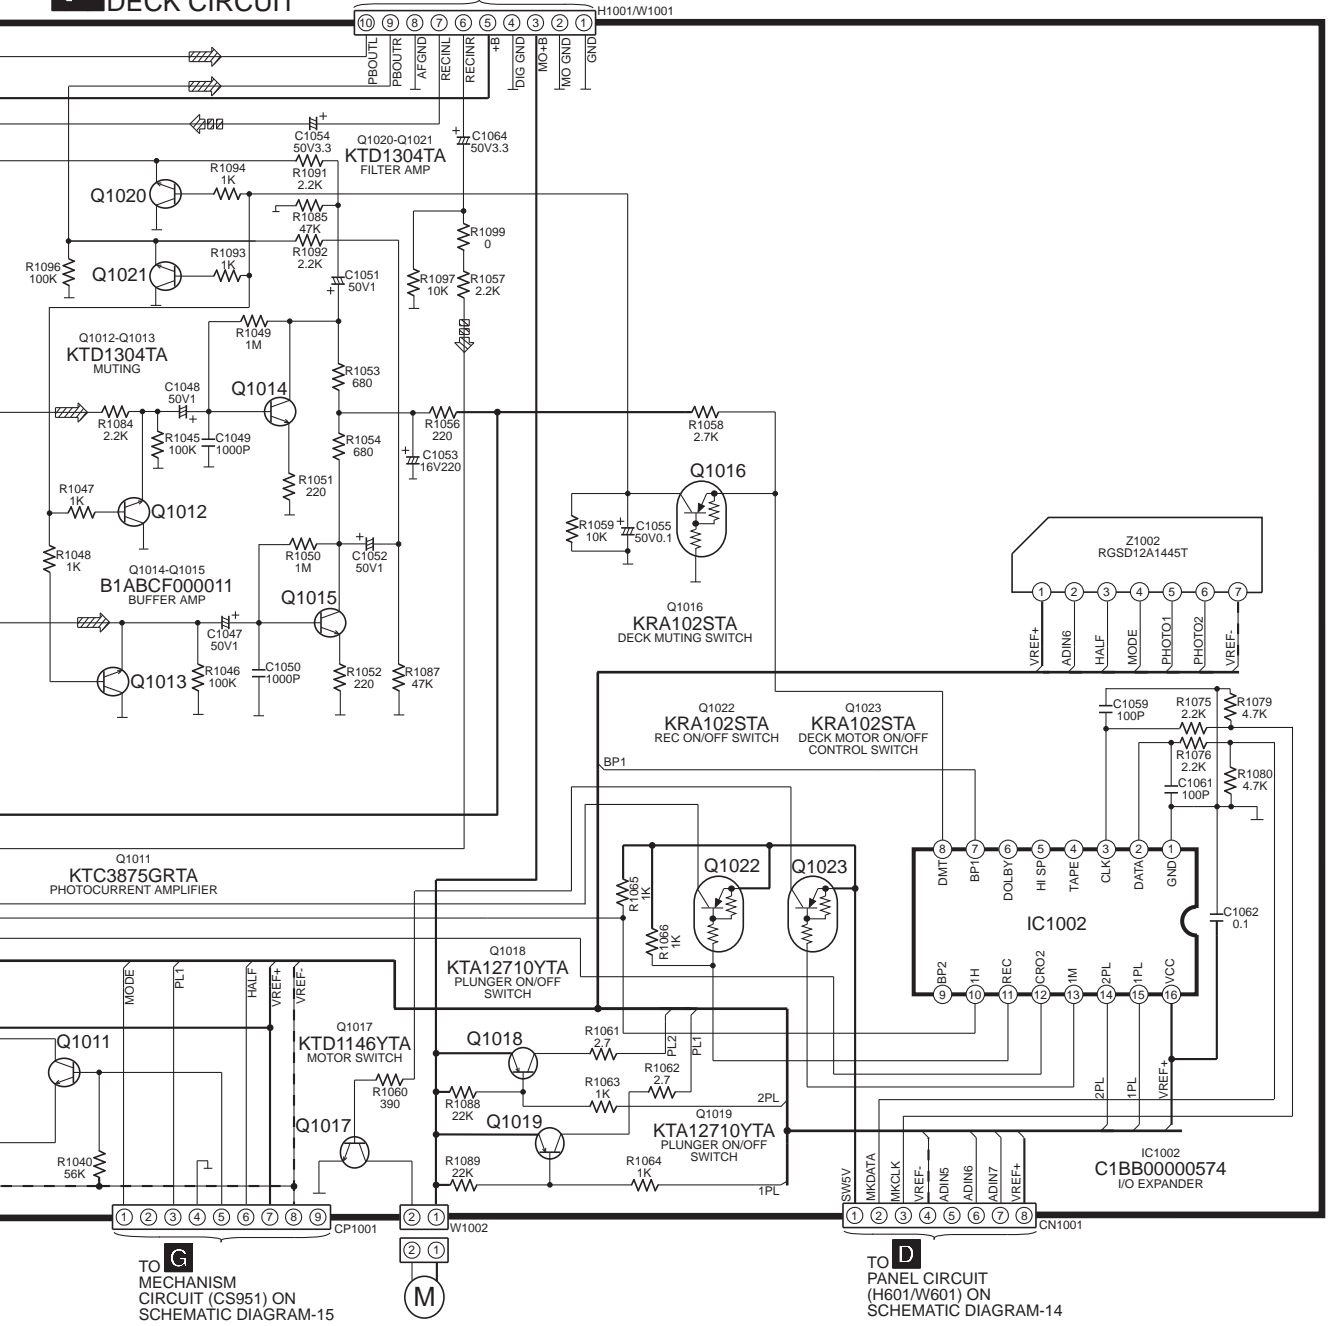 DECK CIRCUIT
H1001/W1001
10 9 8 7 6 5 4 3 2 1
PBOUTL
PBOUTR
AFGND
RECINL
RECINR
+B
DIG GND
MO+B
MO GND
GND
C1054
50V3.3
Q1020-Q1021
KTD1304TA
FILTER AMP
C1064
50V3.3
R1094
1K
R1091
2.2K
Q1020
R1085
47K
R1099
0
R1093
1K
R1092
2.2K
R1096
100K
Q1021
C1051
50V1
R1097
10K
R1057
2.2K
R1049
1M
Q1012-Q1013
KTD1304TA
MUTING
R1053
680
C1048
50V1
Q1014
R1084
2.2K
R1045
100K
C1049
1000P
R1054
680
R1056
220
C1053
16V220
R1058
2.7K
Q1016
R1051
220
R1047
1K
Q1012
R1059
10K
C1055
50V0.1
R1048
1K
R1050
1M
C1052
50V1
Q1014-Q1015
B1ABCF000011
BUFFER AMP
Q1015
Z1002
RGSD12A1445T
1 2 3 4 5 6 7
VREF+
ADIN6
HALF
MODE
PHOTO1
PHOTO2
VREF-
Q1016
KRA102STA
DECK MUTING SWITCH
C1047
50V1
Q1013
R1046
100K
C1050
1000P
R1052
220
R1087
47K
Q1022
KRA102STA
REC ON/OFF SWITCH
Q1023
KRA102STA
DECK MOTOR ON/OFF
CONTROL SWITCH
C1059
100P
R1075
2.2K
R1079
4.7K
R1076
2.2K
C1061
100P
R1080
4.7K
BP1
8 7 6 5 4 3 2 1
DMT
BP1
DOLBY
HI SP
TAPE
CLK
DATA
GND
Q1011
KTC3875GRTA
PHOTOCURRENT AMPLIFIER
R1065
1K
Q1022
Q1023
R1066
1K
IC1002
C1062
0.1
BP2
1H
REC
CRO2
1M
2PL
1PL
VCC
9 10 11 12 13 14 15 16
Q1018
KTA12710YTA
PLUNGER ON/OFF
SWITCH
MODE
PL1
HALF
VREF+
VREF-
Q1011
Q1017
KTD1146YTA
MOTOR SWITCH
Q1018
R1061
2.7
PL2
PL1
R1060
390
R1062
2.7
R1063
1K
R1088
22K
2PL
Q1017
Q1019
Q1019
KTA12710YTA
PLUNGER ON/OFF
SWITCH
2PL
1PL
VREF+
R1040
56K
R1089
22K
R1064
1K
1PL
IC1002
C1BB00000574
I/O EXPANDER
SW5V
MKDATA
MKCLK
VREF-
ADIN5
ADIN6
ADIN7
VREF+
1 2 3 4 5 6 7 8 9
CP1001
2 1
W1002
1 2 3 4 5 6 7 8
CN1001
2 1
M
TO G
MECHANISM
CIRCUIT (CS951) ON
SCHEMATIC DIAGRAM-15
TO D
PANEL CIRCUIT
(H601/W601) ON
SCHEMATIC DIAGRAM-14